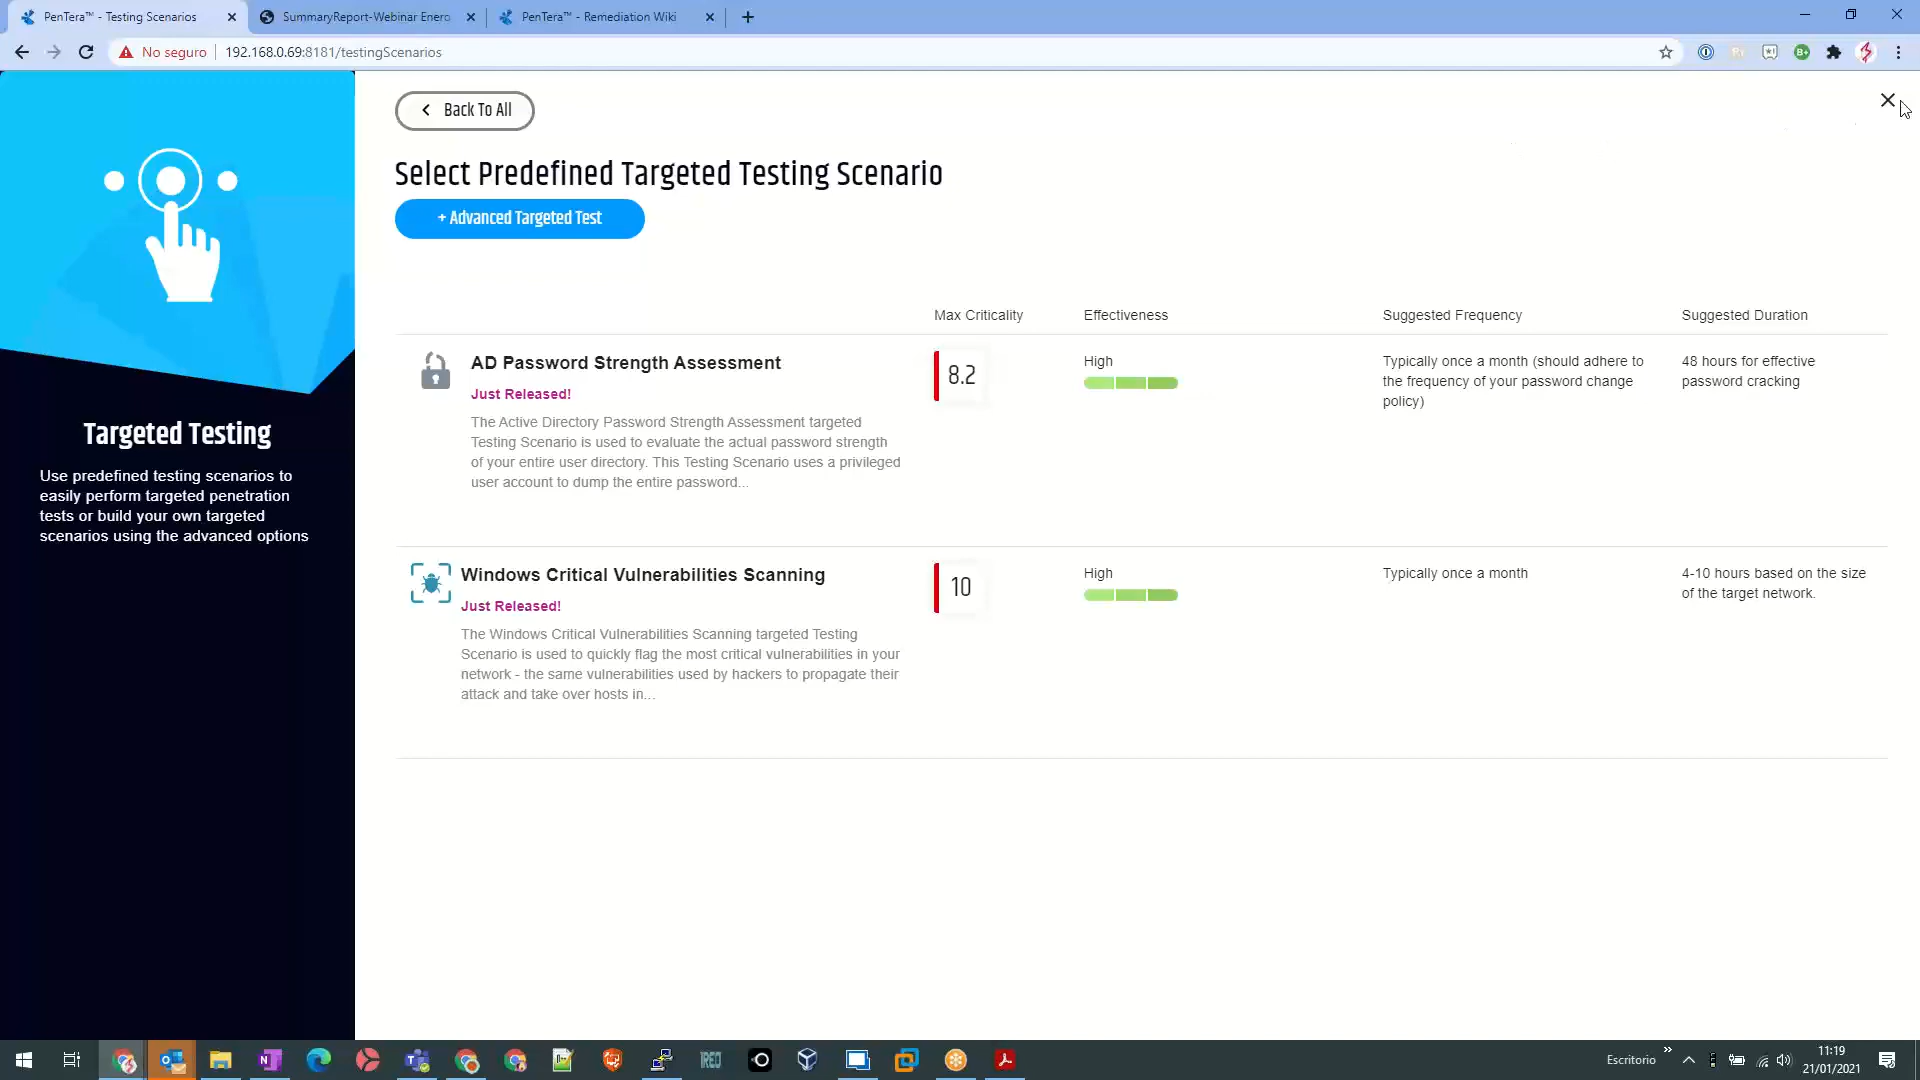 PenTera™ - Testing Scenarios
SummaryReport-Webinar Enero
PenTera™ - Remediation Wiki
No seguro
192.168.0.69:8181/testingScenarios
Back To All
Select Predefined Targeted Testing Scenario
+ Advanced Targeted Test
Targeted Testing
Use predefined testing scenarios to
easily perform targeted penetration
tests or build your own targeted
scenarios using the advanced options
Max Criticality
Effectiveness
Suggested Frequency
Suggested Duration
AD Password Strength Assessment
Just Released!
The Active Directory Password Strength Assessment targeted
Testing Scenario is used to evaluate the actual password strength
of your entire user directory. This Testing Scenario uses a privileged
user account to dump the entire password...
8.2
High
Typically once a month (should adhere to
the frequency of your password change
policy)
48 hours for effective
password cracking
Windows Critical Vulnerabilities Scanning
Just Released!
The Windows Critical Vulnerabilities Scanning targeted Testing
Scenario is used to quickly flag the most critical vulnerabilities in your
network - the same vulnerabilities used by hackers to propagate their
attack and take over hosts in...
10
High
Typically once a month
4-10 hours based on the size
of the target network.
IREO
Escritorio
11:19
21/01/2021